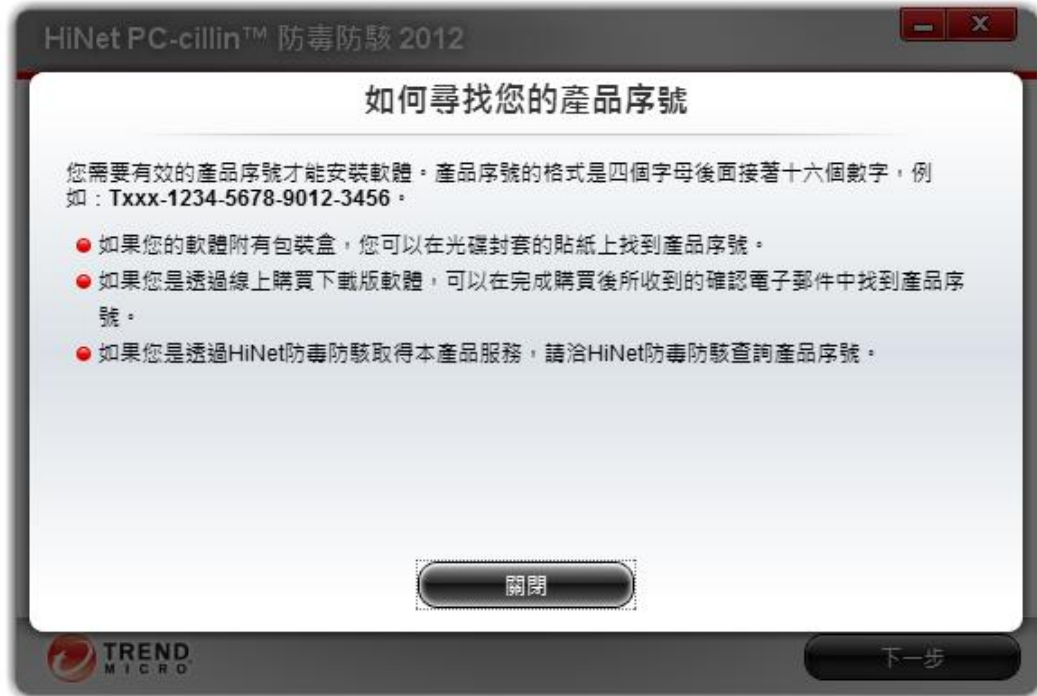 HiNet PC-cillin™ 防毒防駭 2012
如何尋找您的產品序號
您需要有效的產品序號才能安裝軟體。產品序號的格式是四個字母後面接著十六個數字，例
如：Txxx-1234-5678-9012-3456。
如果您的軟體附有包裝盒，您可以在光碟封套的貼紙上找到產品序號。
如果您是透過線上購買下載版軟體，可以在完成購買後所收到的確認電子郵件中找到產品序
號。
如果您是透過HiNet防毒防駭取得本產品服務，請洽HiNet防毒防駭查詢產品序號。
關閉
TREND
MICRO
下一步